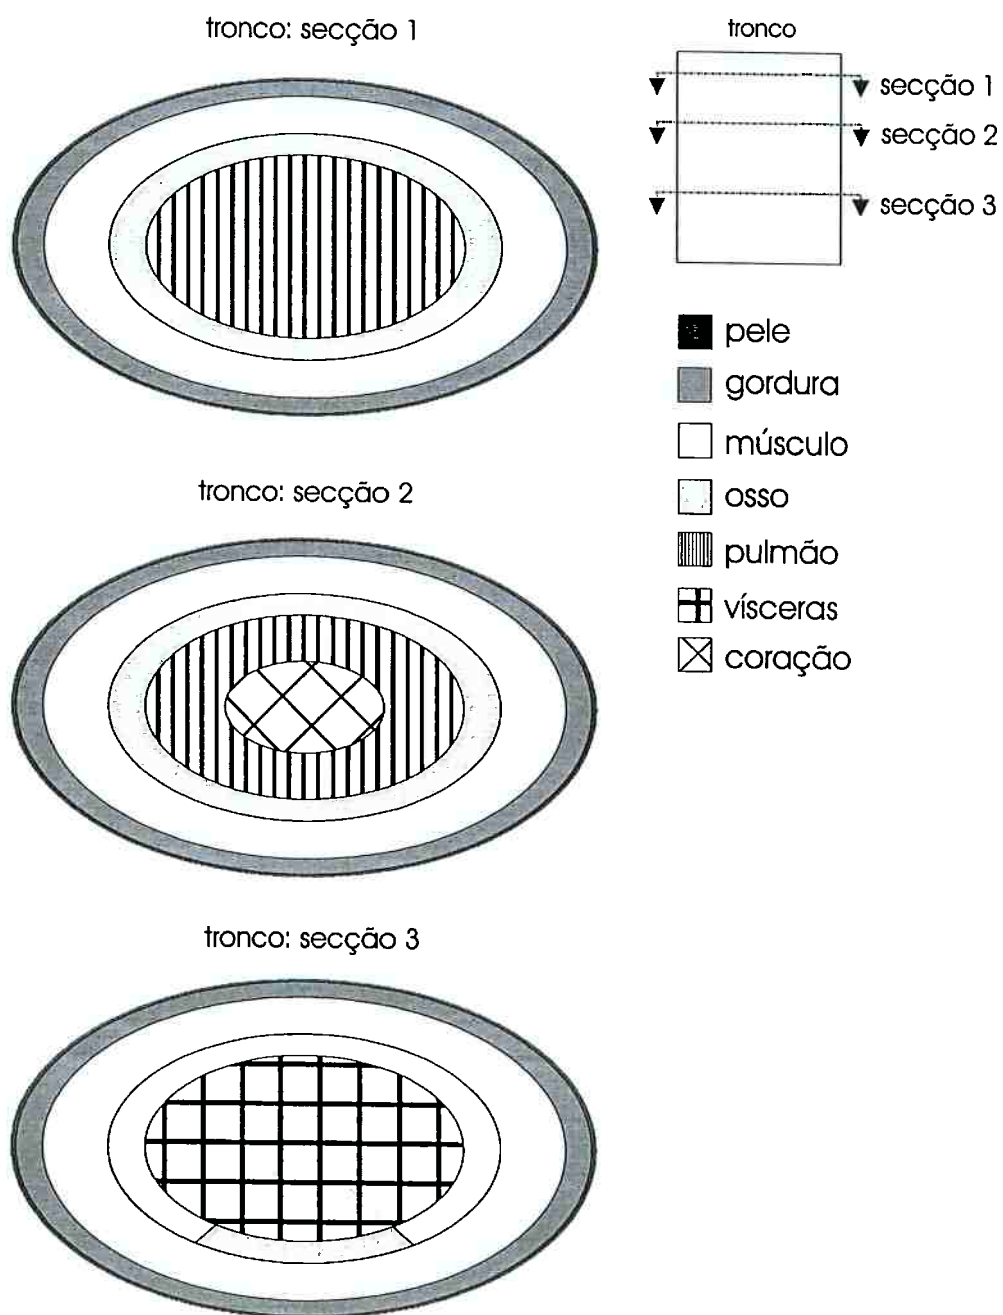 tronco: secção 1
tronco
secção 1
secção 2
secção 3
pele
gordura
músculo
osso
pulmão
vísceras
coração
tronco: secção 2
tronco: secção 3